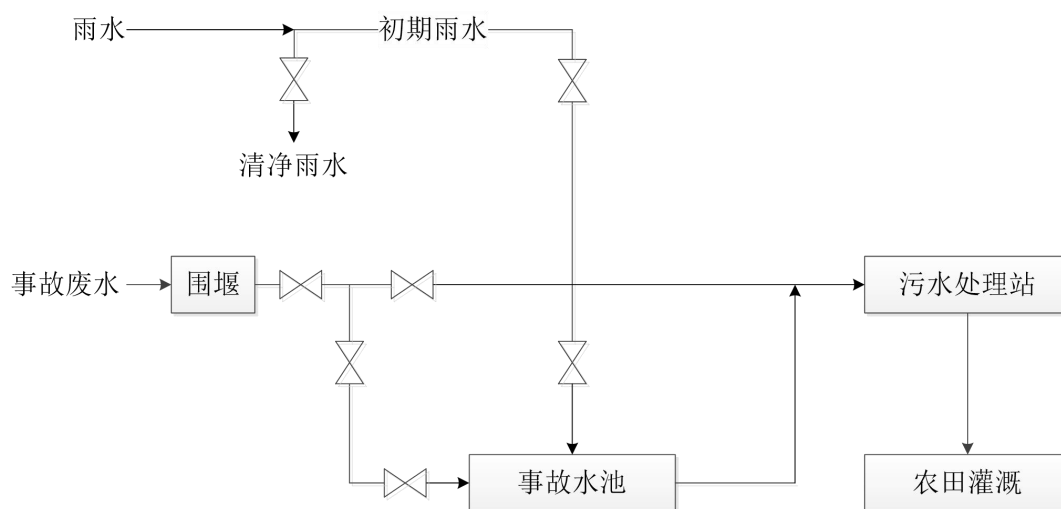 雨水
初期雨水
清净雨水
事故废水
围堰
污水处理站
事故水池
农田灌溉